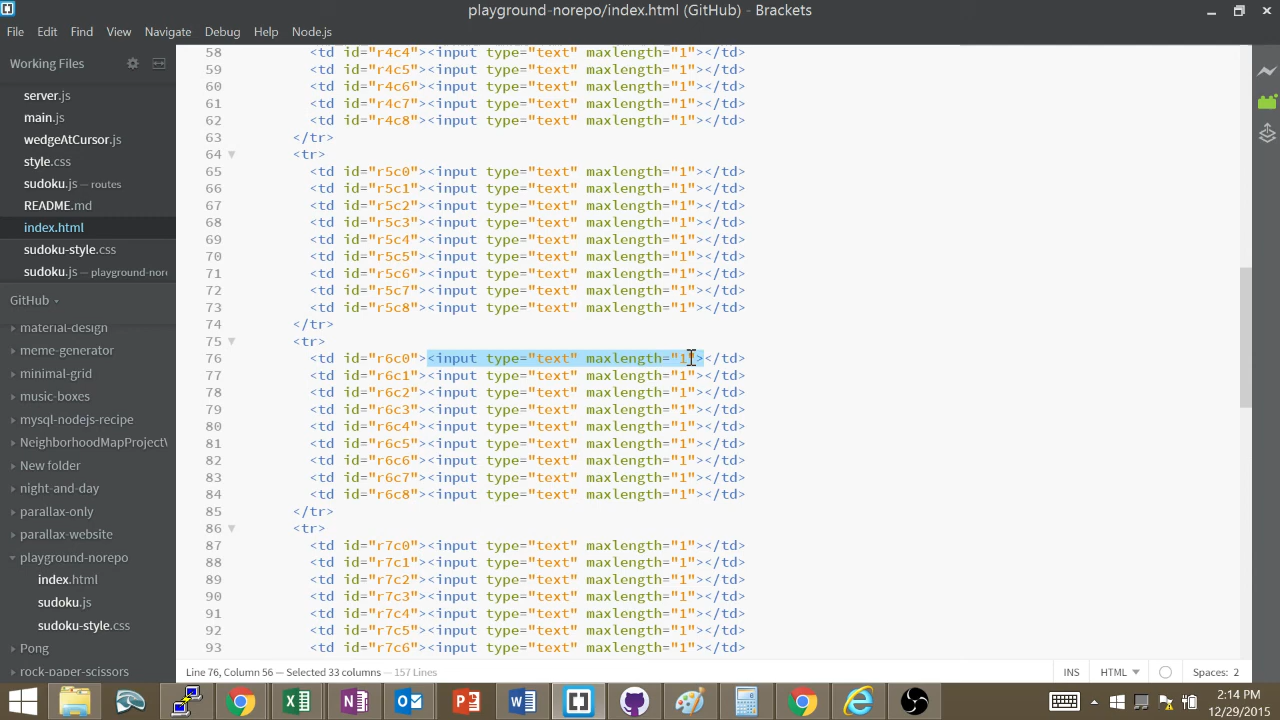 playground-norepo/index.html (GitHub) - Brackets
File Edit Find View Navigate Debug Help Node.js
Working Files
server.js
main.js
wedgeAtCursor.js
style.css
sudoku.js — routes
README.md
index.html
sudoku-style.css
sudoku.js — playground-nore
GitHub
material-design
meme-generator
minimal-grid
music-boxes
mysql-nodejs-recipe
NeighborhoodMapProject
New folder
night-and-day
parallax-only
parallax-website
playground-norepo
index.html
sudoku.js
sudoku-style.css
Pong
rock-paper-scissors
58 <td id="r4c4"><input type="text" maxlength="1"></td>
59 <td id="r4c5"><input type="text" maxlength="1"></td>
60 <td id="r4c6"><input type="text" maxlength="1"></td>
61 <td id="r4c7"><input type="text" maxlength="1"></td>
62 <td id="r4c8"><input type="text" maxlength="1"></td>
63 </tr>
64 <tr>
65 <td id="r5c0"><input type="text" maxlength="1"></td>
66 <td id="r5c1"><input type="text" maxlength="1"></td>
67 <td id="r5c2"><input type="text" maxlength="1"></td>
68 <td id="r5c3"><input type="text" maxlength="1"></td>
69 <td id="r5c4"><input type="text" maxlength="1"></td>
70 <td id="r5c5"><input type="text" maxlength="1"></td>
71 <td id="r5c6"><input type="text" maxlength="1"></td>
72 <td id="r5c7"><input type="text" maxlength="1"></td>
73 <td id="r5c8"><input type="text" maxlength="1"></td>
74 </tr>
75 <tr>
76 <td id="r6c0"><input type="text" maxlength="1"></td>
77 <td id="r6c1"><input type="text" maxlength="1"></td>
78 <td id="r6c2"><input type="text" maxlength="1"></td>
79 <td id="r6c3"><input type="text" maxlength="1"></td>
80 <td id="r6c4"><input type="text" maxlength="1"></td>
81 <td id="r6c5"><input type="text" maxlength="1"></td>
82 <td id="r6c6"><input type="text" maxlength="1"></td>
83 <td id="r6c7"><input type="text" maxlength="1"></td>
84 <td id="r6c8"><input type="text" maxlength="1"></td>
85 </tr>
86 <tr>
87 <td id="r7c0"><input type="text" maxlength="1"></td>
88 <td id="r7c1"><input type="text" maxlength="1"></td>
89 <td id="r7c2"><input type="text" maxlength="1"></td>
90 <td id="r7c3"><input type="text" maxlength="1"></td>
91 <td id="r7c4"><input type="text" maxlength="1"></td>
92 <td id="r7c5"><input type="text" maxlength="1"></td>
93 <td id="r7c6"><input type="text" maxlength="1"></td>
Line 76, Column 56 — Selected 33 columns — 157 Lines
INS HTML Spaces: 2
2:14 PM
12/29/2015